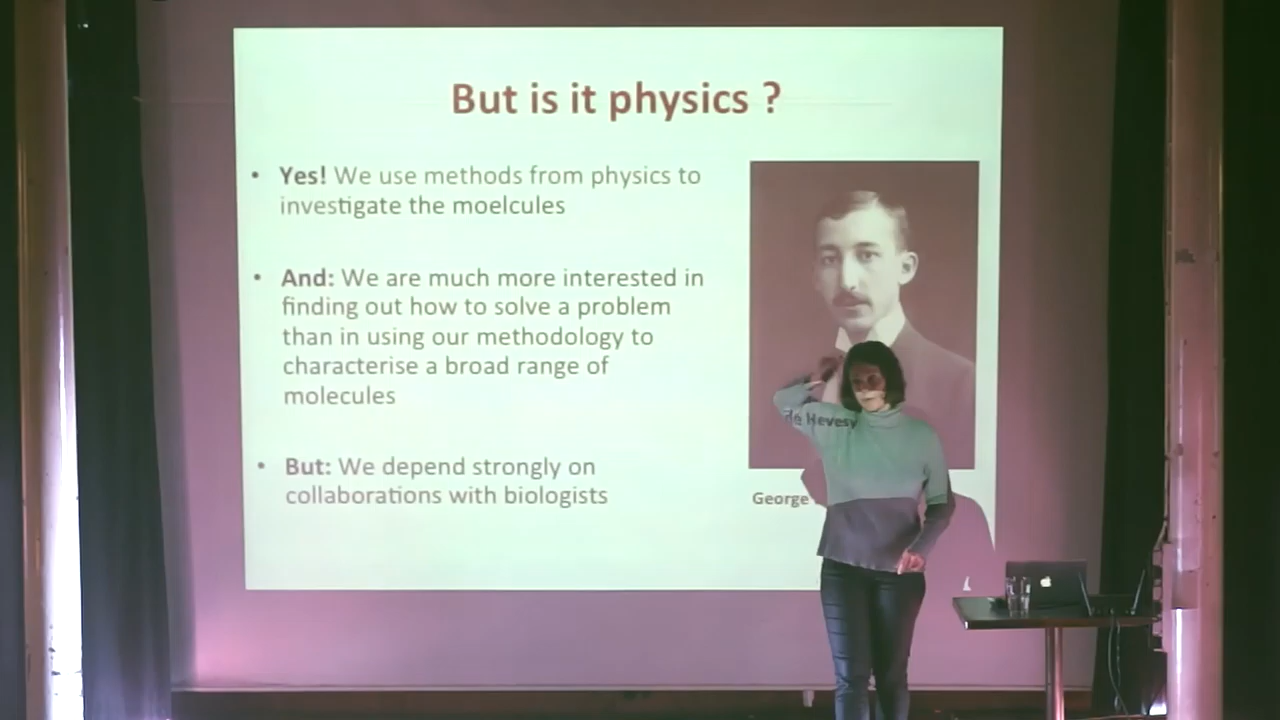 But is it physics ?
• Yes! We use methods from physics to
investigate the moelcules
• And: We are much more interested in
finding out how to solve a problem
than in using our methodology to
characterise a broad range of
molecules
• But: We depend strongly on
collaborations with biologists
George
de Hevesy